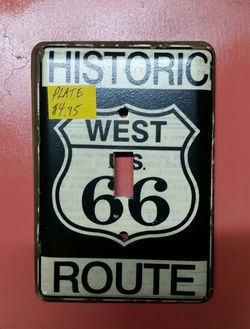 HISTORIC
PLATE
$4.95
WEST
U.S.
66
ROUTE